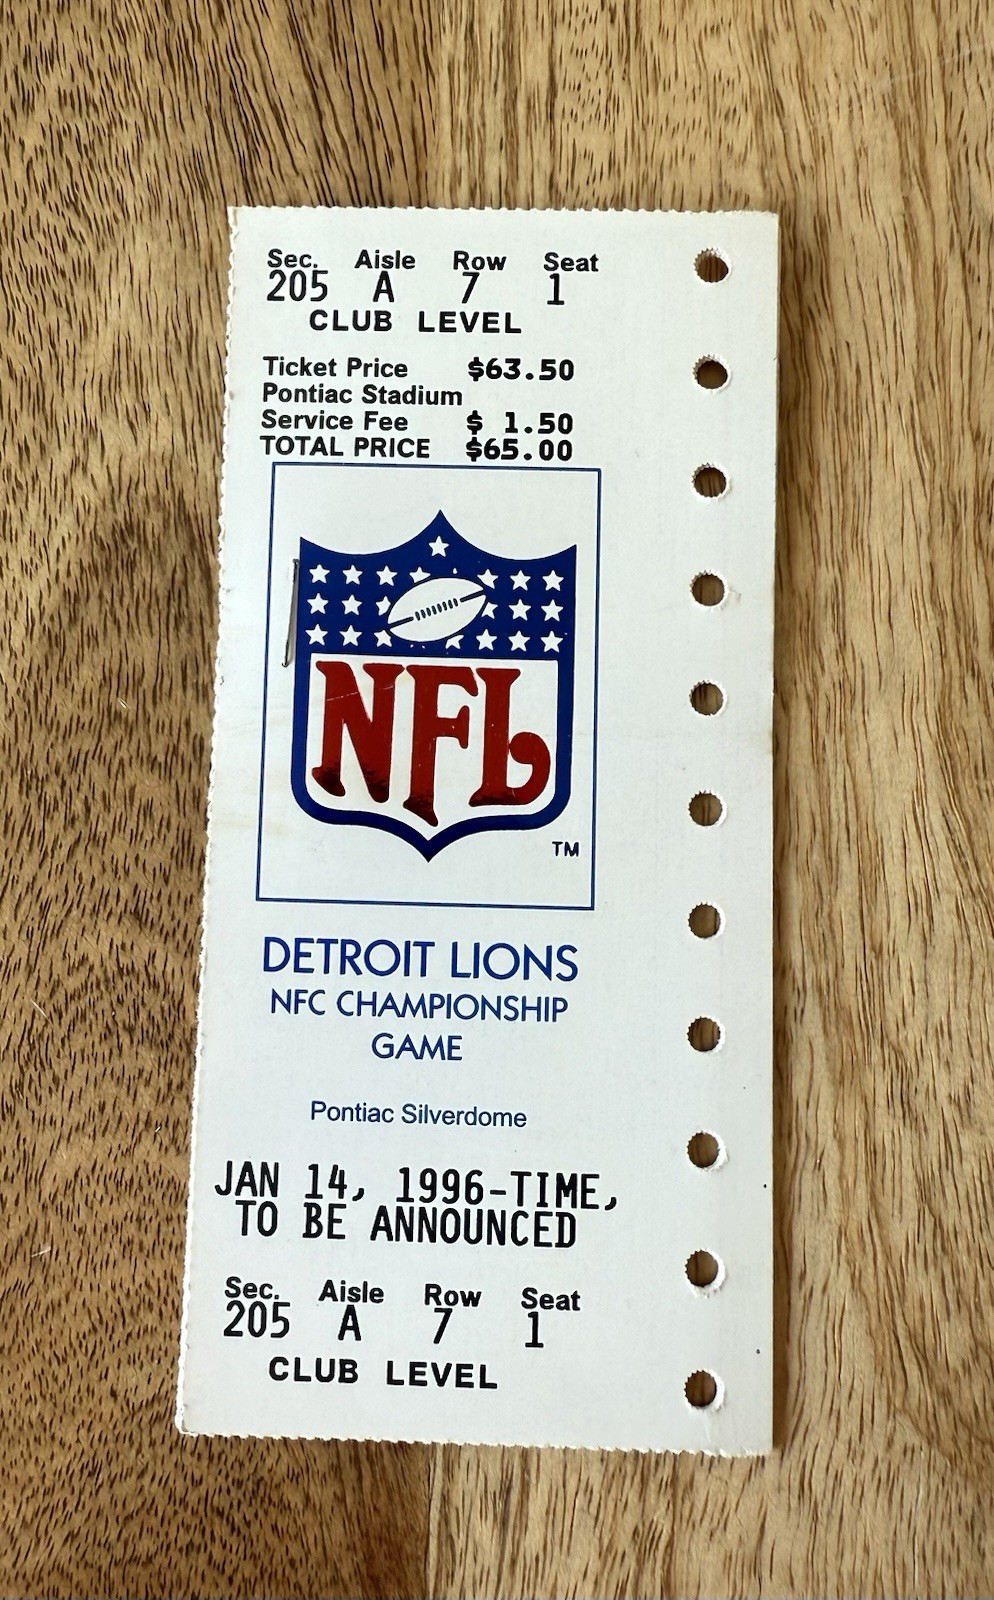 Sec. Aisle Row Seat
205 A 7 1
CLUB LEVEL
Ticket Price $63.50
Pontiac Stadium
Service Fee $ 1.50
TOTAL PRICE $65.00
NFL
TM
DETROIT LIONS
NFC CHAMPIONSHIP
GAME
Pontiac Silverdome
JAN 14, 1996-TIME,
TO BE ANNOUNCED
Sec. Aisle Row Seat
205 A 7 1
CLUB LEVEL